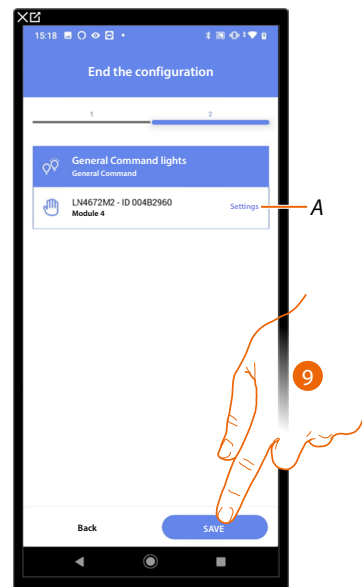 15:18
End the configuration
1 2
General Command lights
General Command
LN4672M2 - ID 004B2960
Module 4
Settings
A
9
Back
SAVE